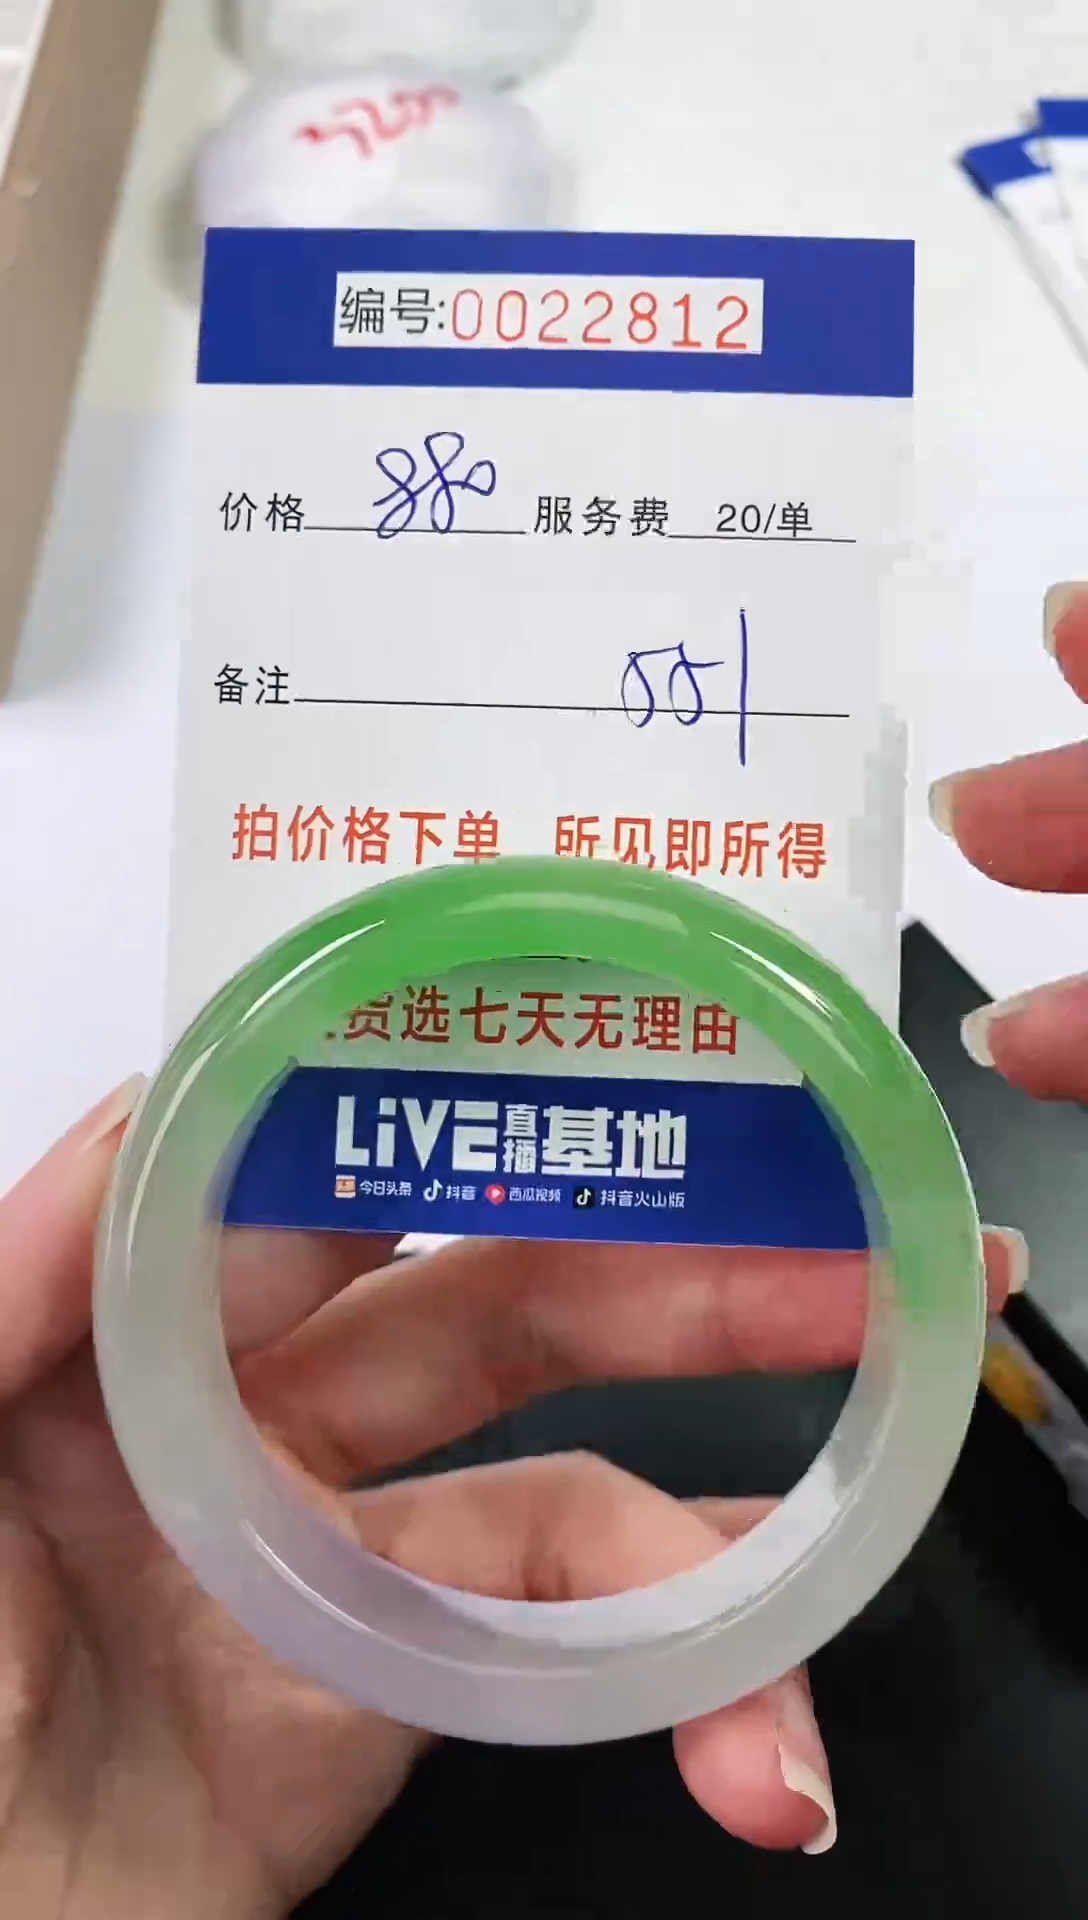 编号:0022812
价格 880 服务费 20/单
备注 551
拍价格下单 所见即所得
货选七天无理由
LiVE直播基地
今日头条 抖音 西瓜视频 抖音火山版